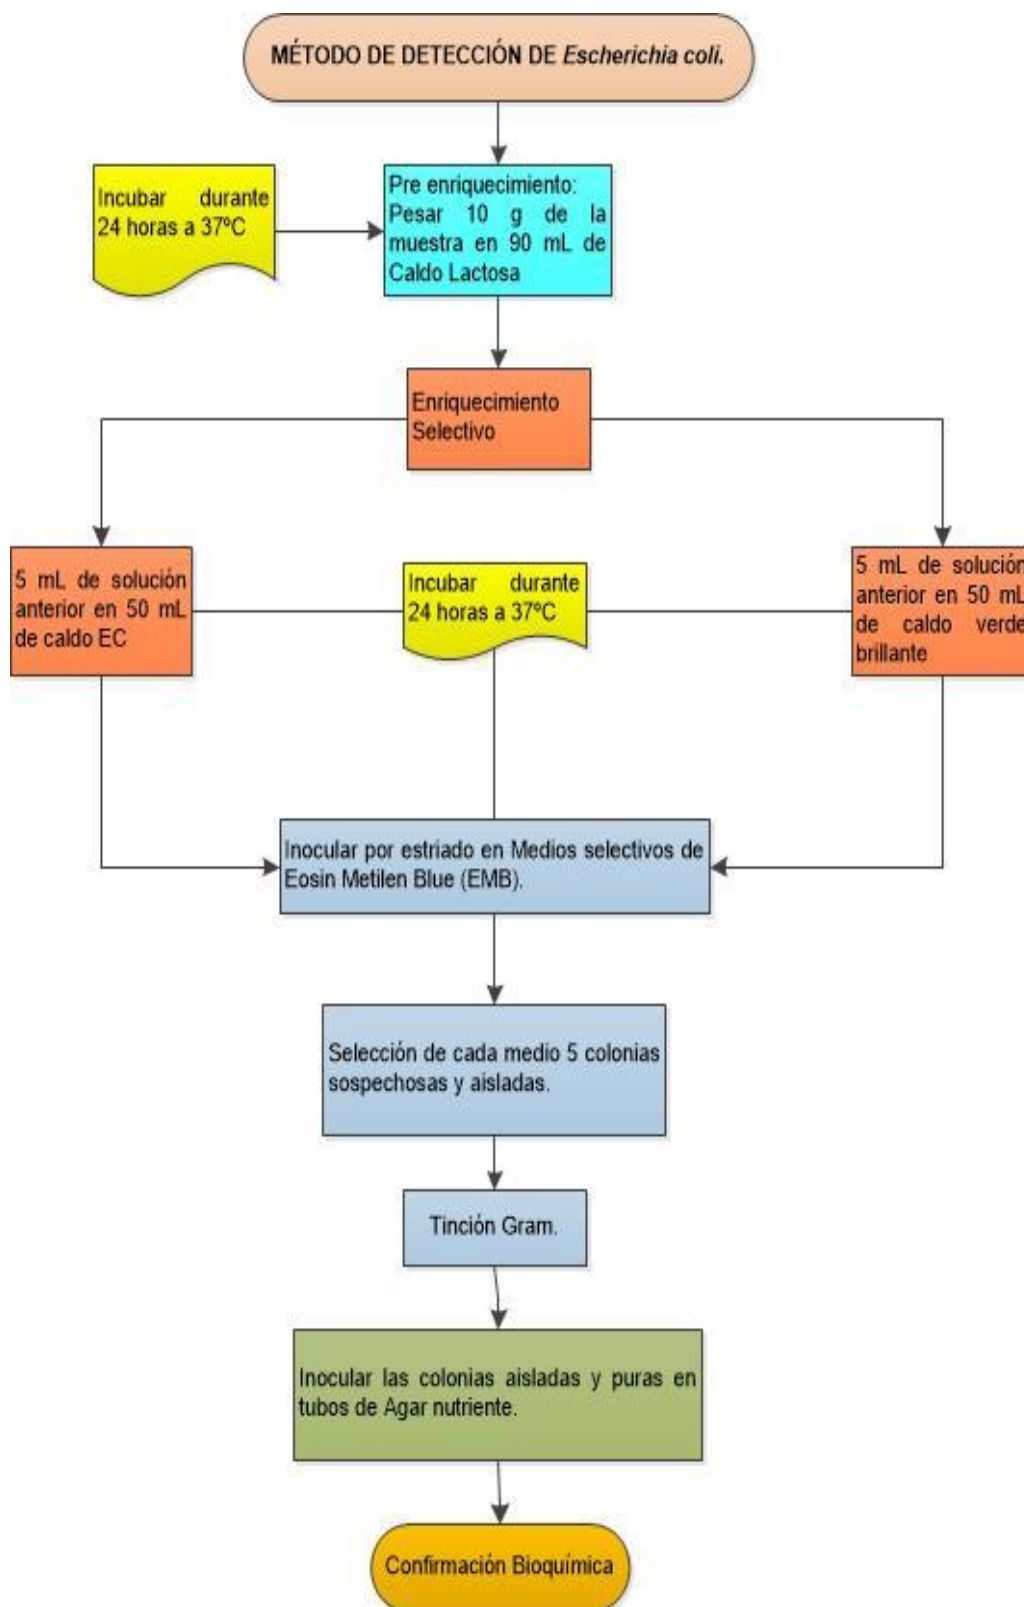 MÉTODO DE DETECCIÓN DE Escherichia coli.
Incubar durante
24 horas a 37ºC
Pre enriquecimiento:
Pesar 10 g de la
muestra en 90 mL de
Caldo Lactosa
Enriquecimiento
Selectivo
5 mL de solución
anterior en 50 mL
de caldo EC
Incubar durante
24 horas a 37ºC
5 mL de solución
anterior en 50 mL
de caldo verde
brillante
Inocular por estriado en Medios selectivos de
Eosin Metilen Blue (EMB).
Selección de cada medio 5 colonias
sospechosas y aisladas.
Tinción Gram.
Inocular las colonias aisladas y puras en
tubos de Agar nutriente.
Confirmación Bioquímica